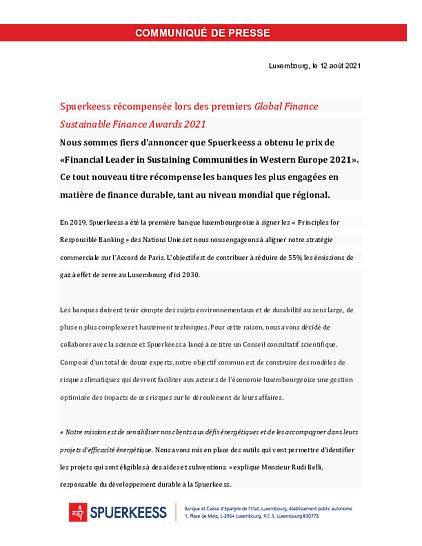 COMMUNIQUÉ DE PRESSE
Luxembourg, le 12 août 2021
Spuerkeess récompensée lors des premiers Global Finance
Sustainable Finance Awards 2021
Nous sommes fiers d'annoncer que Spuerkeess a obtenu le prix de
«Financial Leader in Sustaining Communities in Western Europe 2021».
Ce tout nouveau titre récompense les banques les plus engagées en
matière de finance durable, tant au niveau mondial que régional.
En 2019, Spuerkeess a été la première banque luxembourgeoise à signer les « Principles for
Responsible Banking » des Nations Unies et nous nous engageons à aligner notre stratégie
commerciale sur l'Accord de Paris. L'objectif est de contribuer à réduire de 55% les émissions de
gaz à effet de serre au Luxembourg d'ici 2030.
Les banques doivent tenir compte des sujets environnementaux et de durabilité au sens large, de
plus en plus complexes et hautement techniques. Pour cette raison, nous avons décidé de
collaborer avec la science et Spuerkeess a lancé à ce titre un Conseil consultatif scientifique.
Composé d'un total de douze experts, notre objectif commun est de construire des modèles de
risques climatiques qui devront faciliter aux acteurs de l'économie luxembourgeoise une gestion
optimisée des impacts de ces risques sur le déroulement de leurs affaires.
« Notre mission est de sensibiliser nos clients aux défis énergétiques et de les accompagner dans leurs
projets d'efficacité énergétique. Nous avons mis en place des outils qui vont permettre d'identifier
les projets qui sont éligibles à des aides et subventions. » explique Monsieur Rudi Belli,
responsable du développement durable à la Spuerkeess.
SPUERKEESS
Banque et Caisse d'Epargne de l'Etat, Luxembourg, établissement public autonome
1, Place de Metz, L-2954 Luxembourg, R.C.S. Luxembourg B30775